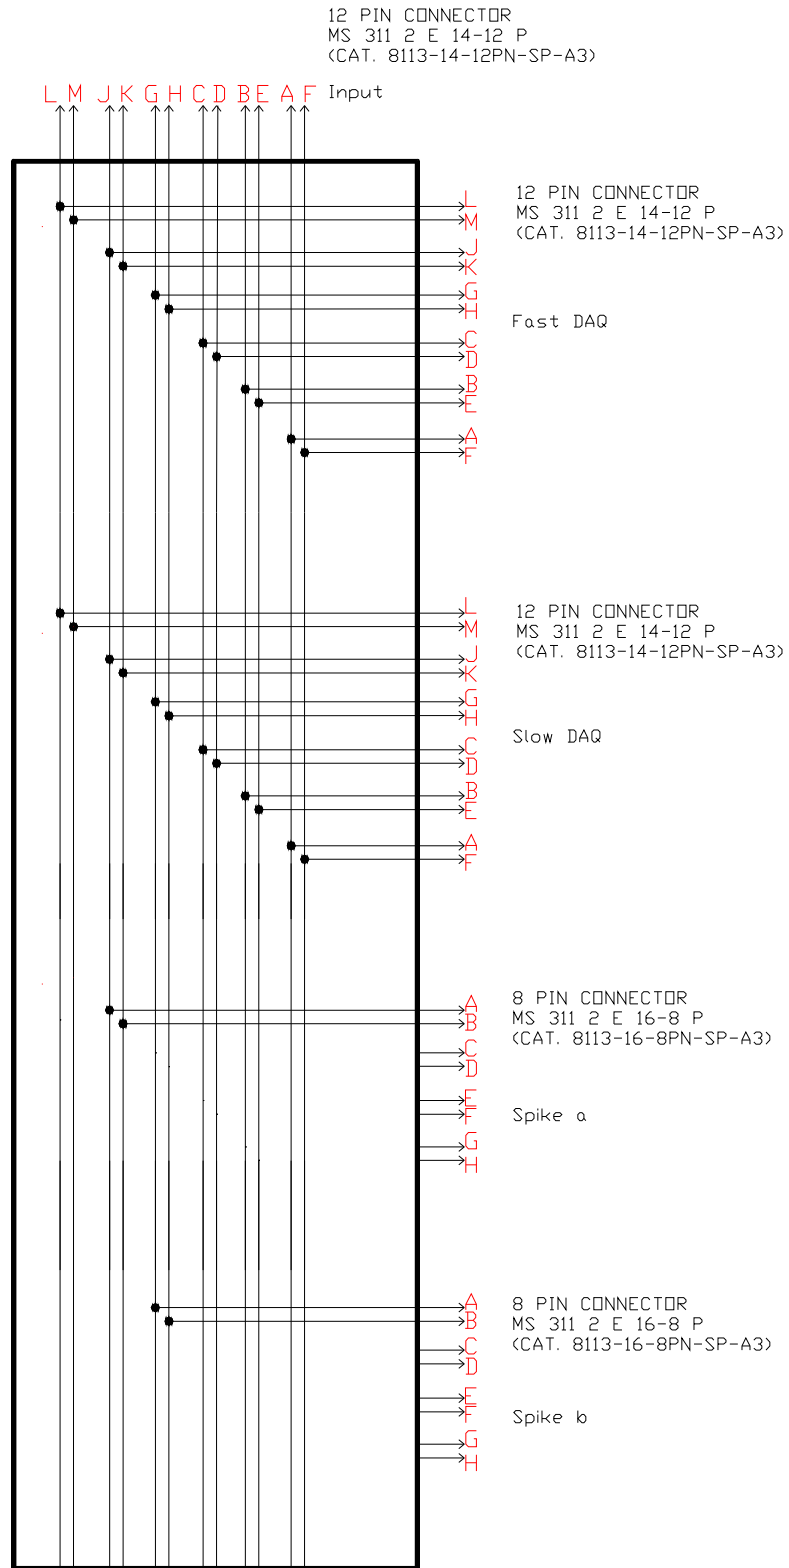 12 PIN CONNECTOR
MS 311 2 E 14-12 P
(CAT. 8113-14-12PN-SP-A3)
L M J K G H C D B E A F Input
L
M
J
K
G
H
C
D
B
E
A
F
12 PIN CONNECTOR
MS 311 2 E 14-12 P
(CAT. 8113-14-12PN-SP-A3)
Fast DAQ
L
M
J
K
G
H
C
D
B
E
A
F
12 PIN CONNECTOR
MS 311 2 E 14-12 P
(CAT. 8113-14-12PN-SP-A3)
Slow DAQ
A
B
C
D
E
F
G
H
8 PIN CONNECTOR
MS 311 2 E 16-8 P
(CAT. 8113-16-8PN-SP-A3)
Spike a
A
B
C
D
E
F
G
H
8 PIN CONNECTOR
MS 311 2 E 16-8 P
(CAT. 8113-16-8PN-SP-A3)
Spike b